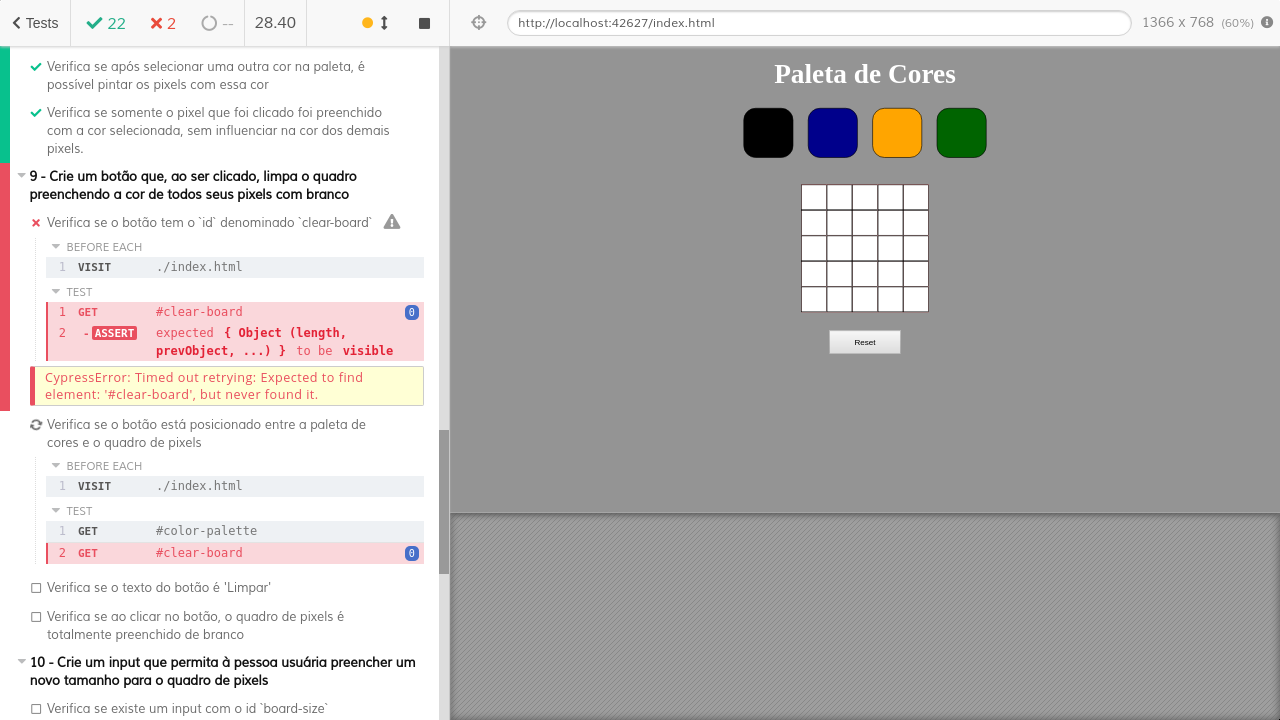 Tests 22 2 -- 28.40
http://localhost:42627/index.html 1366 x 768 (60%)
Verifica se após selecionar uma outra cor na paleta, é
possível pintar os pixels com essa cor
Verifica se somente o pixel que foi clicado foi preenchido
com a cor selecionada, sem influenciar na cor dos demais
pixels.
9 - Crie um botão que, ao ser clicado, limpa o quadro
preenchendo a cor de todos seus pixels com branco
Verifica se o botão tem o `id` denominado `clear-board`
BEFORE EACH
1 VISIT ./index.html
TEST
1 GET #clear-board 0
2 -ASSERT expected { Object (length,
prevObject, ...) } to be visible
CypressError: Timed out retrying: Expected to find
element: '#clear-board', but never found it.
Verifica se o botão está posicionado entre a paleta de
cores e o quadro de pixels
BEFORE EACH
1 VISIT ./index.html
TEST
1 GET #color-palette
2 GET #clear-board 0
Verifica se o texto do botão é 'Limpar'
Verifica se ao clicar no botão, o quadro de pixels é
totalmente preenchido de branco
10 - Crie um input que permita à pessoa usuária preencher um
novo tamanho para o quadro de pixels
Verifica se existe um input com o id `board-size`
Paleta de Cores
Reset